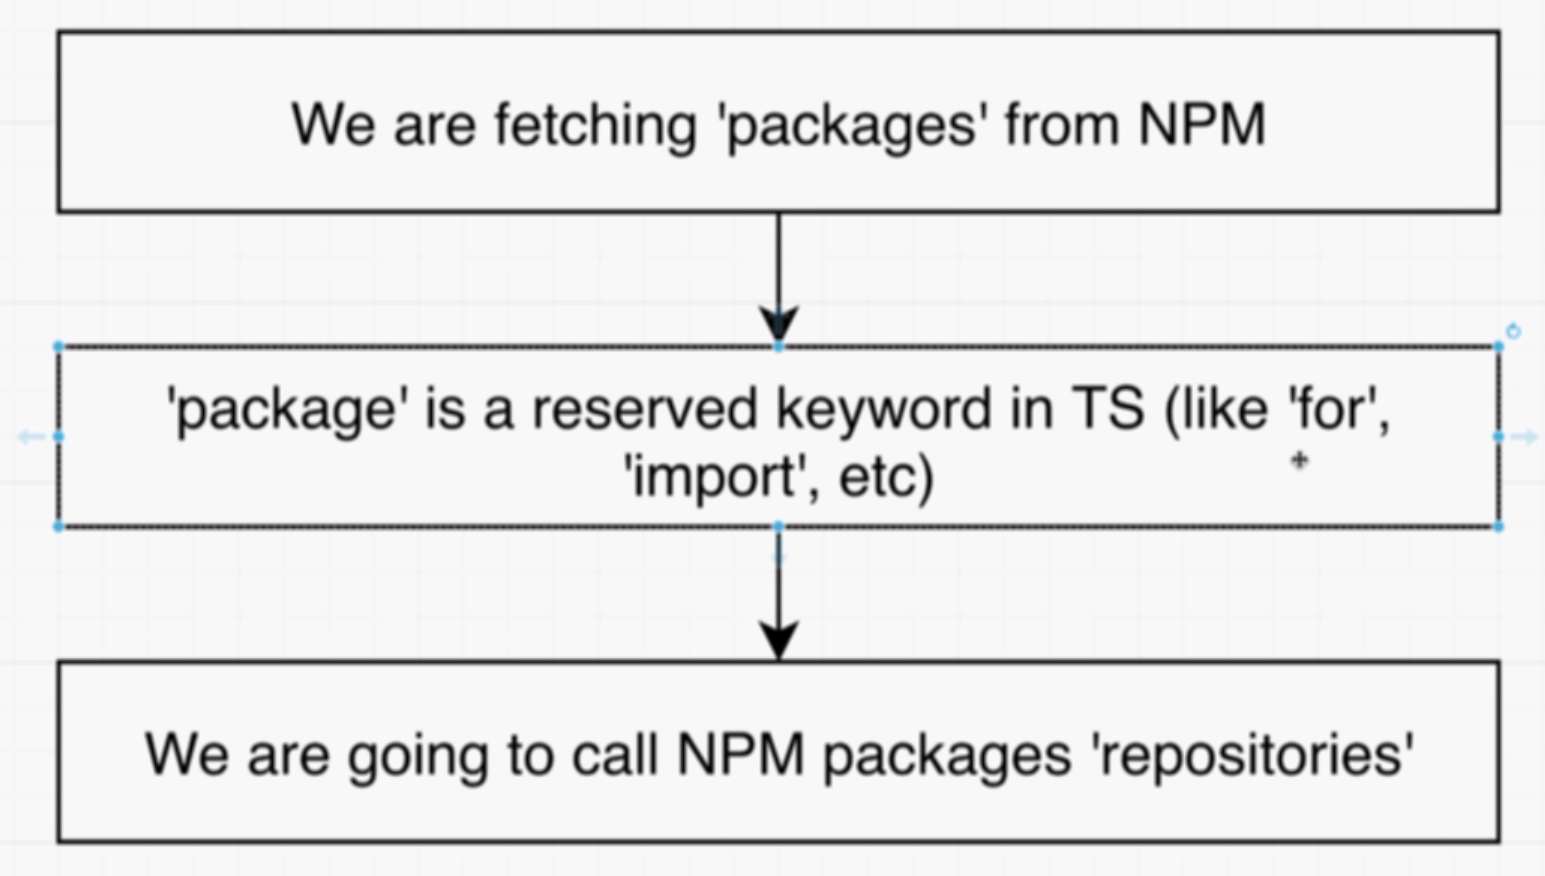 We are fetching 'packages' from NPM
'package' is a reserved keyword in TS (like 'for',
'import', etc)
We are going to call NPM packages 'repositories'